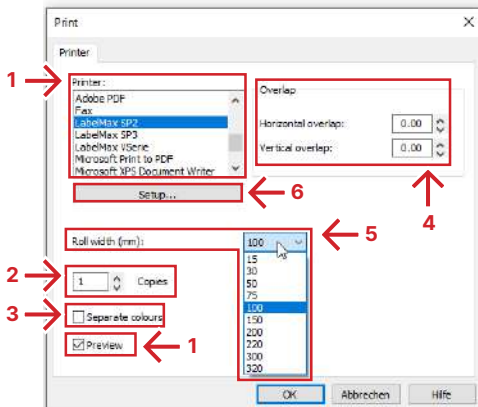 Print
Printer
1
Printer:
Adobe PDF
Fax
LabelMax SP2
LabelMax SP3
LabelMax VSerie
Microsoft Print to PDF
Microsoft XPS Document Writer
Overlap
Horizontal overlap: 0.00
Vertical overlap: 0.00
Setup...
6
4
Roll width (mm): 100
5
15
30
50
75
100
150
200
220
300
320
2
1 Copies
3
Separate colours
Preview
1
OK Abbrechen Hilfe